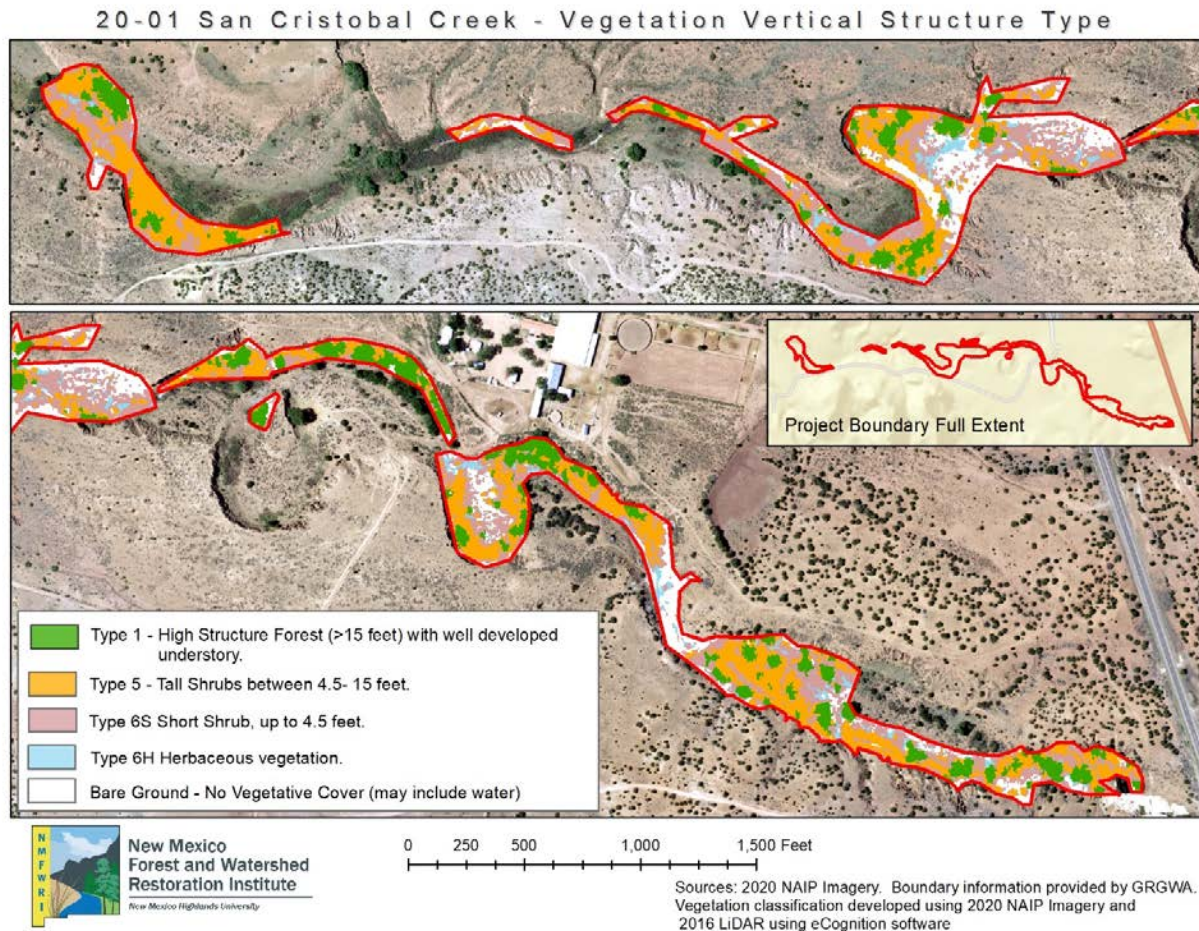 20-01 San Cristobal Creek - Vegetation Vertical Structure Type
Project Boundary Full Extent
Type 1 - High Structure Forest (>15 feet) with well developed
understory.
Type 5 - Tall Shrubs between 4.5- 15 feet.
Type 6S Short Shrub, up to 4.5 feet.
Type 6H Herbaceous vegetation.
Bare Ground - No Vegetative Cover (may include water)
NMFWRI
New Mexico
Forest and Watershed
Restoration Institute
New Mexico Highlands University
0 250 500 1,000 1,500 Feet
Sources: 2020 NAIP Imagery. Boundary information provided by GRGWA.
Vegetation classification developed using 2020 NAIP Imagery and
2016 LiDAR using eCognition software